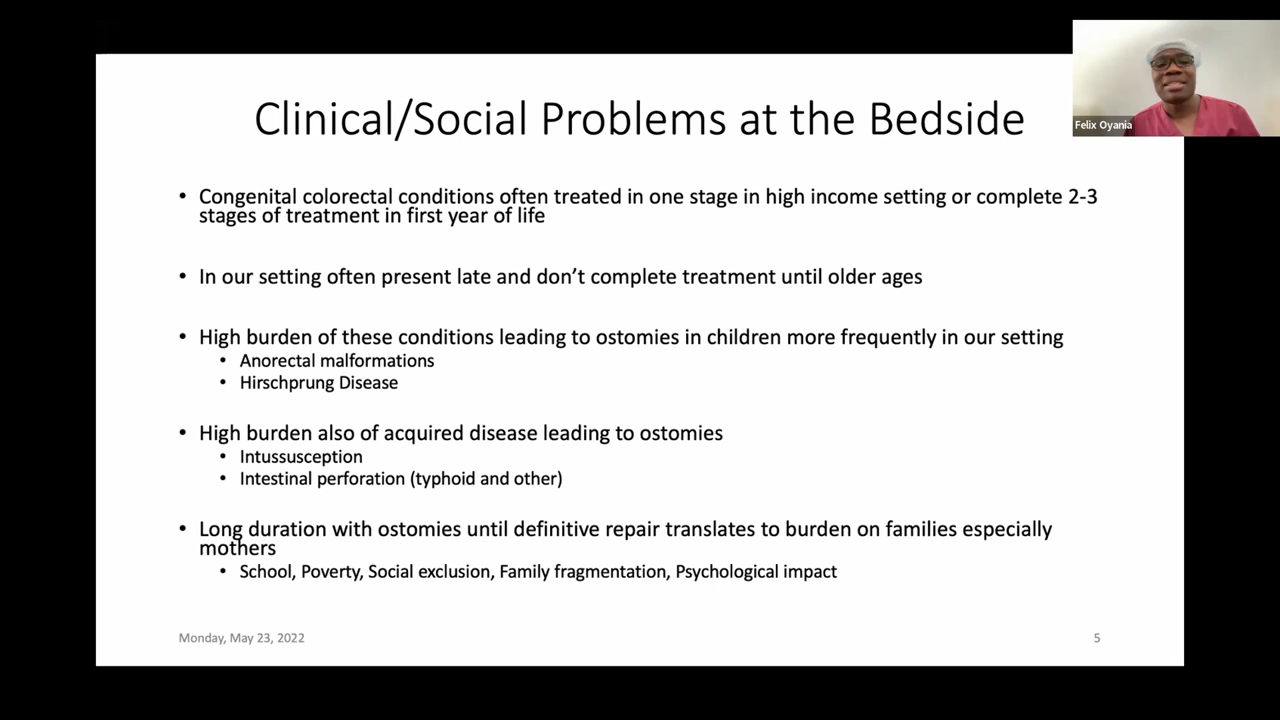 Clinical/Social Problems at the Bedside
Felix Oyania
• Congenital colorectal conditions often treated in one stage in high income setting or complete 2-3
stages of treatment in first year of life
• In our setting often present late and don’t complete treatment until older ages
• High burden of these conditions leading to ostomies in children more frequently in our setting
• Anorectal malformations
• Hirschprung Disease
• High burden also of acquired disease leading to ostomies
• Intussusception
• Intestinal perforation (typhoid and other)
• Long duration with ostomies until definitive repair translates to burden on families especially
mothers
• School, Poverty, Social exclusion, Family fragmentation, Psychological impact
Monday, May 23, 2022
5